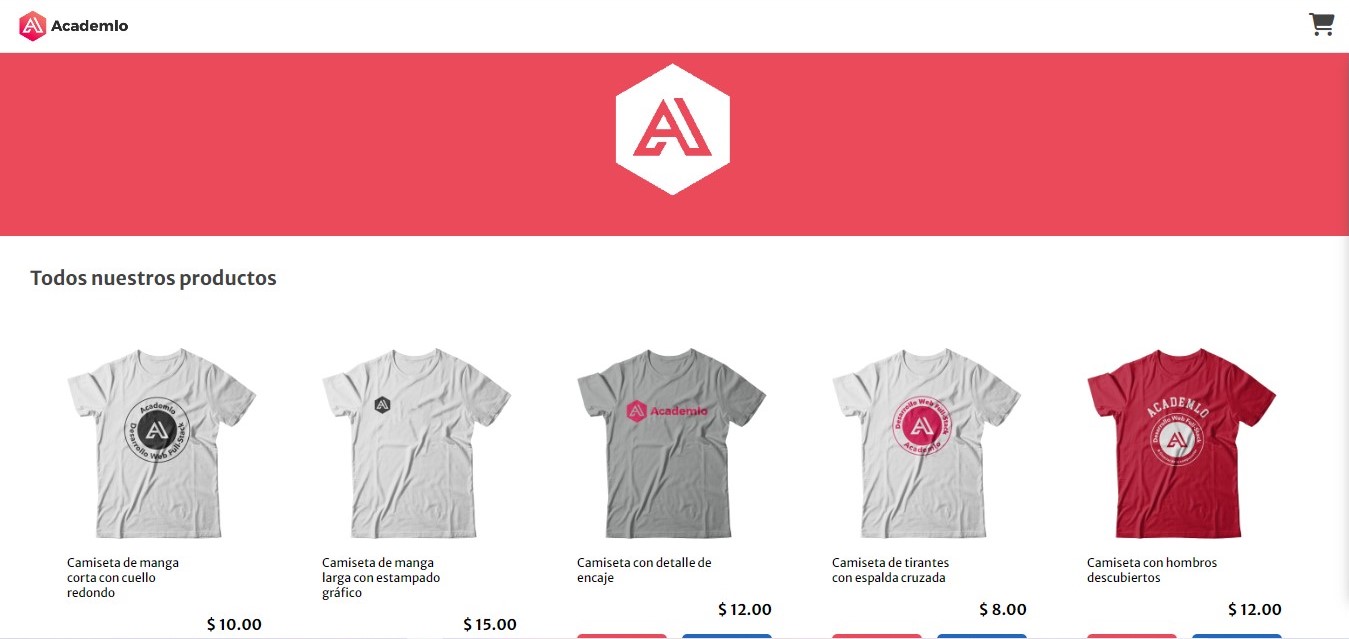 Academlo
Todos nuestros productos
Academlo
Desarrollo Web Full-Stack
Academlo
Desarrollo Web Full-Stack
Academlo
ACADEMLO
Desarrollo Web Full-Stack
Camiseta de manga
corta con cuello
redondo
$ 10.00
Camiseta de manga
larga con estampado
gráfico
$ 15.00
Camiseta con detalle de
encaje
$ 12.00
Camiseta de tirantes
con espalda cruzada
$ 8.00
Camiseta con hombros
descubiertos
$ 12.00